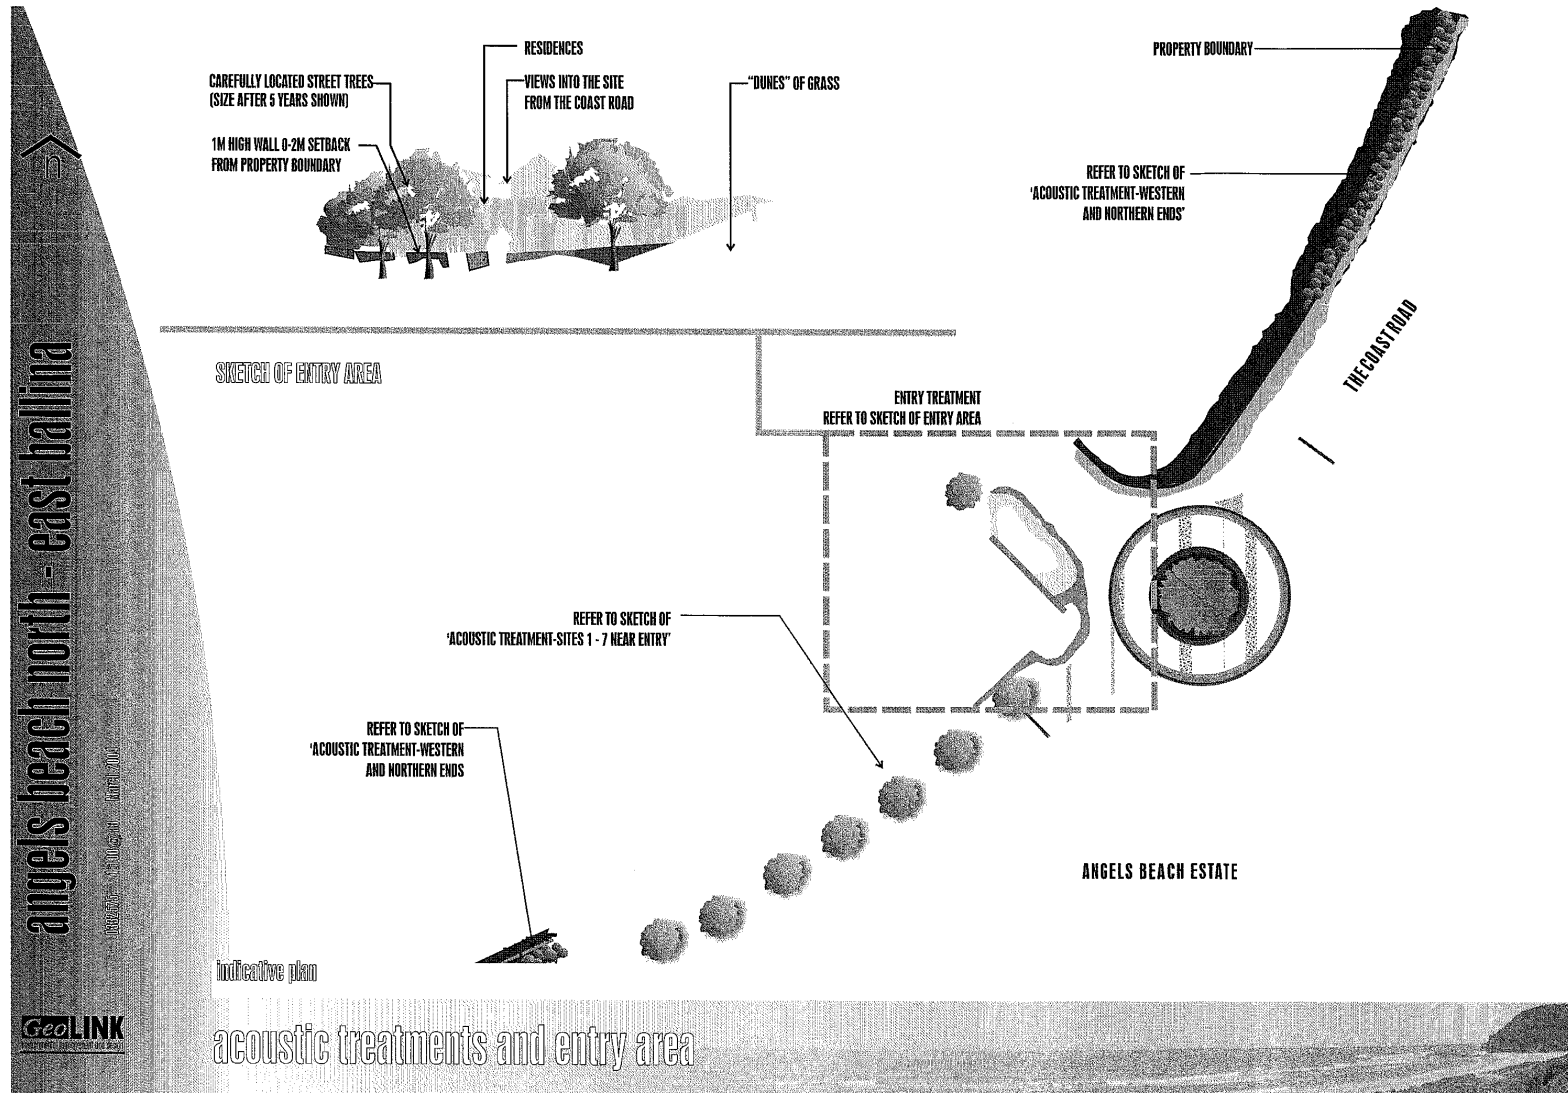 RESIDENCES
CAREFULLY LOCATED STREET TREES
(SIZE AFTER 5 YEARS SHOWN)
VIEWS INTO THE SITE
FROM THE COAST ROAD
"DUNES" OF GRASS
1M HIGH WALL 0-2M SETBACK
FROM PROPERTY BOUNDARY
PROPERTY BOUNDARY
REFER TO SKETCH OF
'ACOUSTIC TREATMENT-WESTERN
AND NORTHERN ENDS'
n
THE COAST ROAD
SKETCH OF ENTRY AREA
ENTRY TREATMENT
REFER TO SKETCH OF ENTRY AREA
REFER TO SKETCH OF
'ACOUSTIC TREATMENT-SITES 1 - 7 NEAR ENTRY'
REFER TO SKETCH OF
'ACOUSTIC TREATMENT-WESTERN
AND NORTHERN ENDS
ANGELS BEACH ESTATE
indicative plan
angels beach north - east ballina
GeoLINK
acoustic treatments and entry area